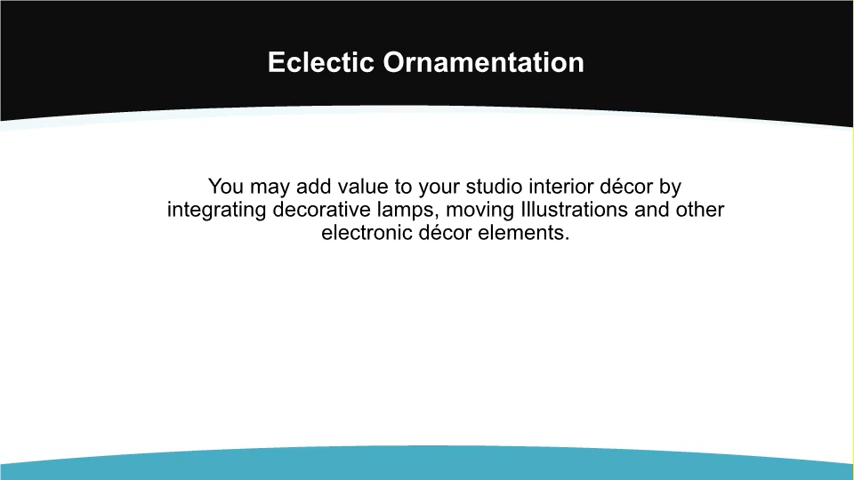 Eclectic Ornamentation
You may add value to your studio interior décor by
integrating decorative lamps, moving Illustrations and other
electronic décor elements.